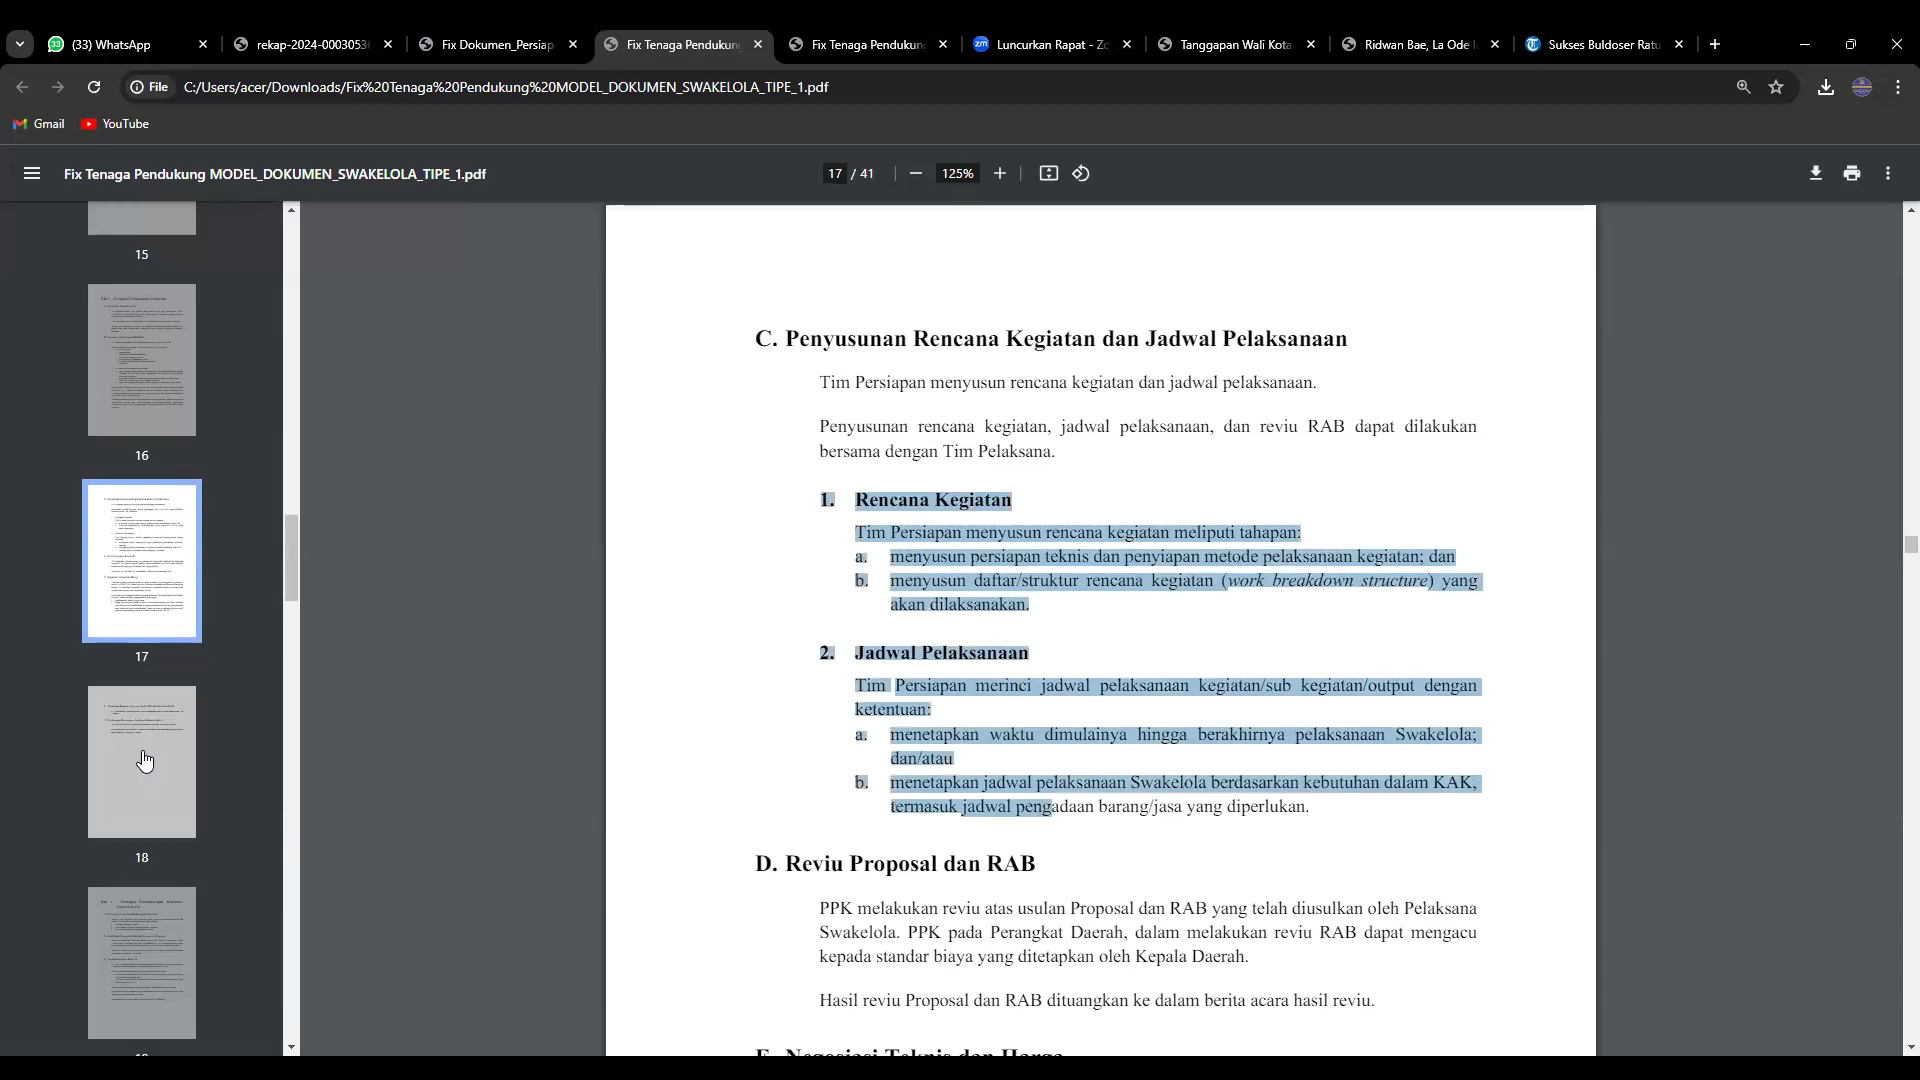 33
(33) WhatsApp
rekap-2024-00030538
Fix Dokumen_Persiap
Fix Tenaga Pendukung
Fix Tenaga Pendukung
zm
Luncurkan Rapat - Zo
Tanggapan Wali Kota
Ridwan Bae, La Ode
Sukses Buldoser Ratu
File
C:/Users/acer/Downloads/Fix%20Tenaga%20Pendukung%20MODEL_DOKUMEN_SWAKELOLA_TIPE_1.pdf
Gmail
YouTube
Fix Tenaga Pendukung MODEL_DOKUMEN_SWAKELOLA_TIPE_1.pdf
17 / 41
125%
15
16
17
18
C. Penyusunan Rencana Kegiatan dan Jadwal Pelaksanaan
Tim Persiapan menyusun rencana kegiatan dan jadwal pelaksanaan.
Penyusunan rencana kegiatan, jadwal pelaksanaan, dan reviu RAB dapat dilakukan
bersama dengan Tim Pelaksana.
1. Rencana Kegiatan
Tim Persiapan menyusun rencana kegiatan meliputi tahapan:
a. menyusun persiapan teknis dan penyiapan metode pelaksanaan kegiatan; dan
b. menyusun daftar/struktur rencana kegiatan (work breakdown structure) yang
akan dilaksanakan.
2. Jadwal Pelaksanaan
Tim Persiapan merinci jadwal pelaksanaan kegiatan/sub kegiatan/output dengan
ketentuan:
a. menetapkan waktu dimulainya hingga berakhirnya pelaksanaan Swakelola;
dan/atau
b. menetapkan jadwal pelaksanaan Swakelola berdasarkan kebutuhan dalam KAK,
termasuk jadwal pengadaan barang/jasa yang diperlukan.
D. Reviu Proposal dan RAB
PPK melakukan reviu atas usulan Proposal dan RAB yang telah diusulkan oleh Pelaksana
Swakelola. PPK pada Perangkat Daerah, dalam melakukan reviu RAB dapat mengacu
kepada standar biaya yang ditetapkan oleh Kepala Daerah.
Hasil reviu Proposal dan RAB dituangkan ke dalam berita acara hasil reviu.
E. Negosiasi Teknis dan Harga